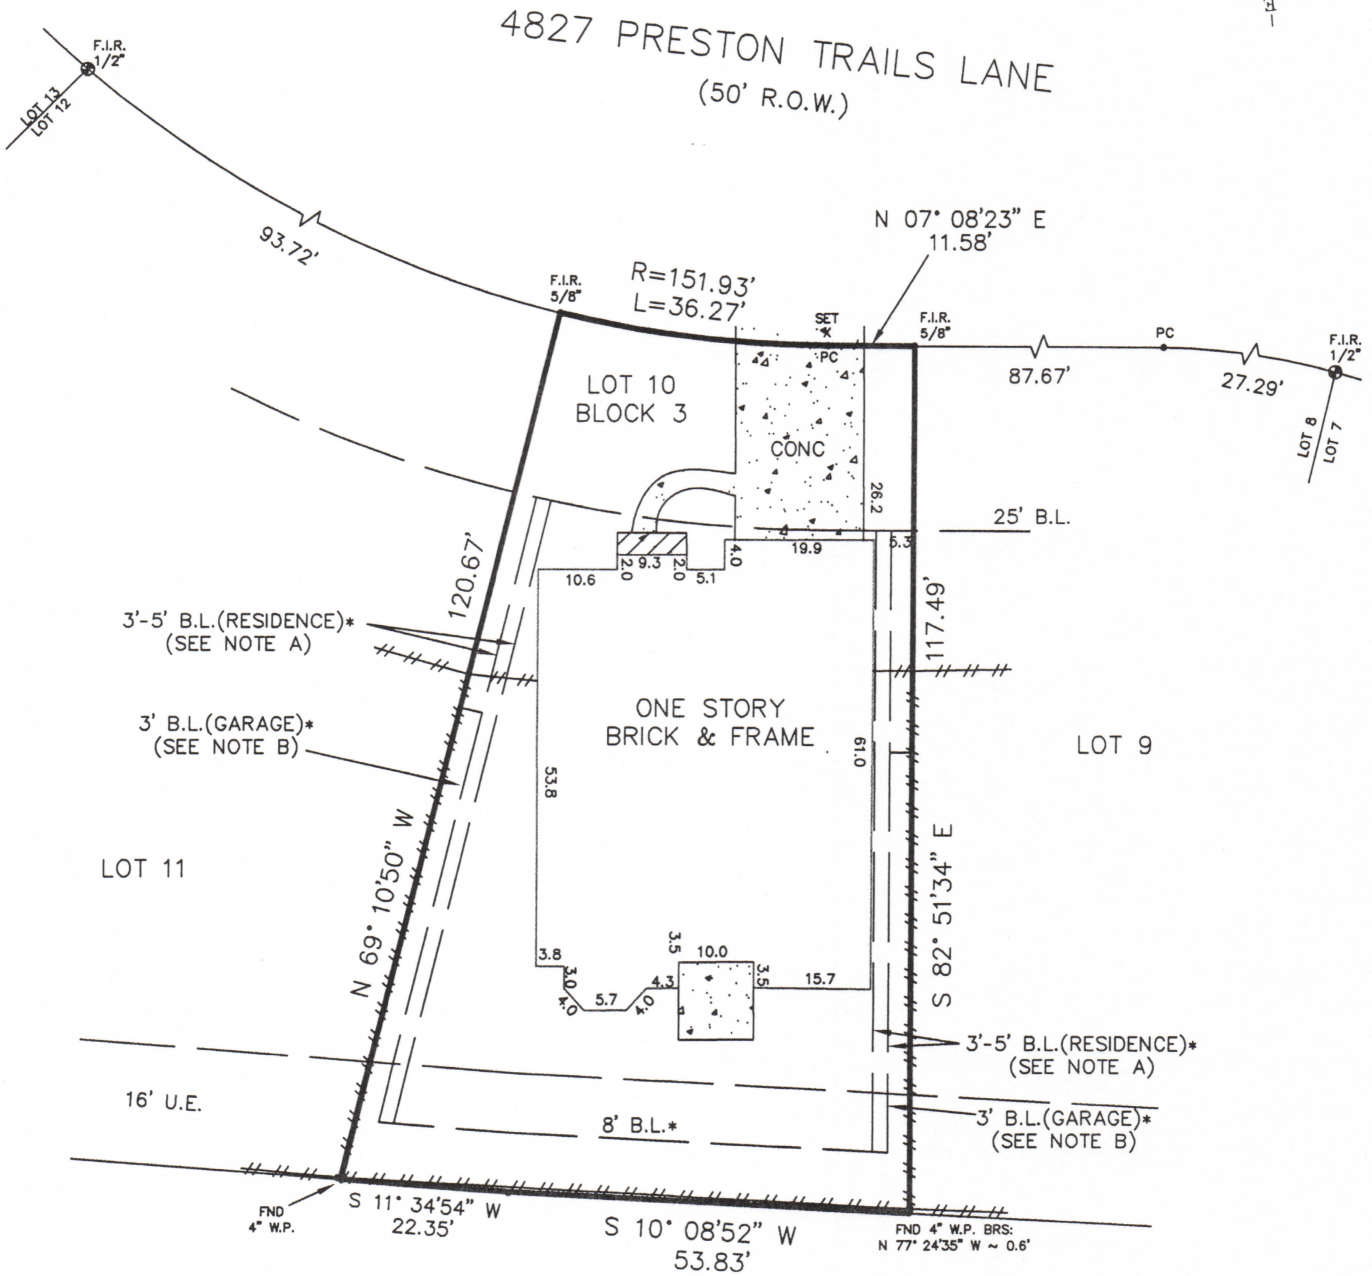 4827 PRESTON TRAILS LANE
(50' R.O.W.)
F.I.R.
1/2"
LOT 13
LOT 12
93.72'
N 07° 08'23" E
11.58'
F.I.R.
5/8"
R=151.93'
L=36.27'
SET
X
PC
F.I.R.
5/8"
PC
F.I.R.
1/2"
87.67'
27.29'
LOT 8
LOT 7
LOT 10
BLOCK 3
CONC
26.2
25' B.L.
5.3
19.9
4.0
10.6
2.0
9.3
2.0
5.1
120.67'
117.49'
3'-5' B.L.(RESIDENCE)*
(SEE NOTE A)
3' B.L.(GARAGE)*
(SEE NOTE B)
ONE STORY
BRICK & FRAME
61.0
53.8
LOT 9
LOT 11
N 69° 10'50" W
S 82° 51'34" E
3.8
3.0
4.0
5.7
4.0
4.3
3.5
10.0
3.5
15.7
3'-5' B.L.(RESIDENCE)*
(SEE NOTE A)
16' U.E.
8' B.L.*
3' B.L.(GARAGE)*
(SEE NOTE B)
FND
4" W.P.
S 11° 34'54" W
22.35'
S 10° 08'52" W
53.83'
FND 4" W.P. BRS:
N 77° 24'35" W ~ 0.6'